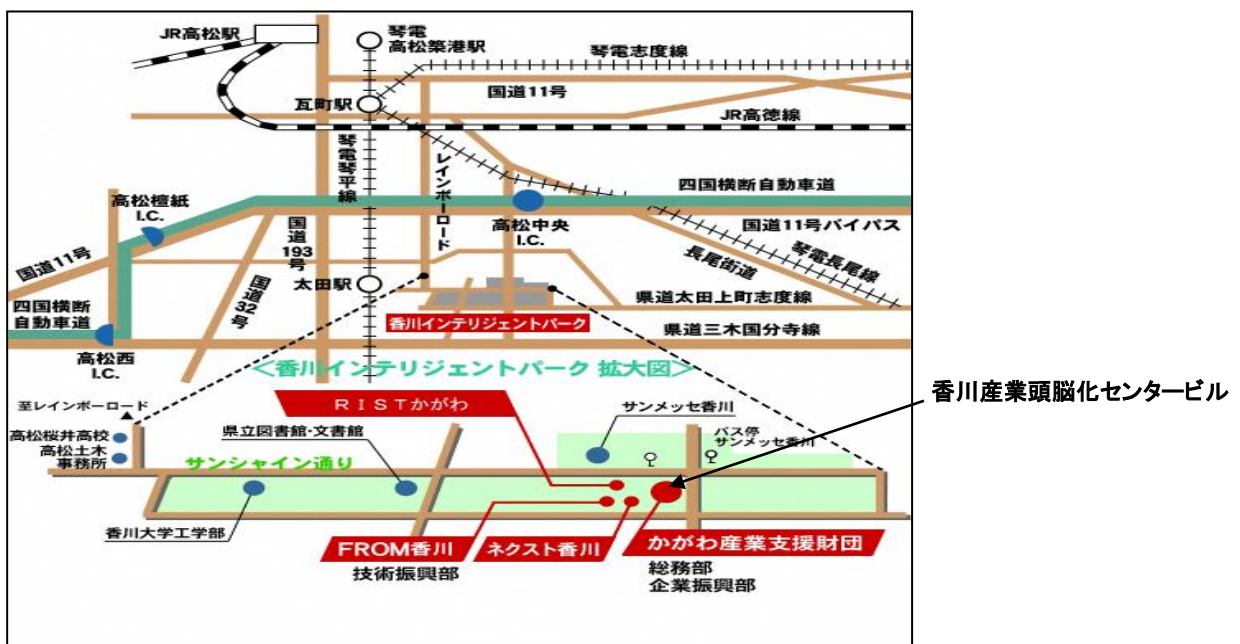 JR高松駅
琴電
高松築港駅
琴電志度線
国道11号
瓦町駅
JR高徳線
琴電琴平線
レインボーロード
四国横断自動車道
高松檀紙
I.C.
高松中央
I.C.
国道11号バイパス
国道193号
琴電長尾線
長尾街道
国道11号
国道32号
太田駅
四国横断
自動車道
県道太田上町志度線
香川インテリジェントパーク
県道三木国分寺線
高松西
I.C.
<香川インテリジェントパーク 拡大図>
香川産業頭脳化センタービル
至レインボーロード
RISTかがわ
サンメッセ香川
高松桜井高校
高松土木
事務所
県立図書館・文書館
バス停
サンメッセ香川
サンシャイン通り
香川大学工学部
FROM香川
技術振興部
ネクスト香川
かがわ産業支援財団
総務部
企業振興部